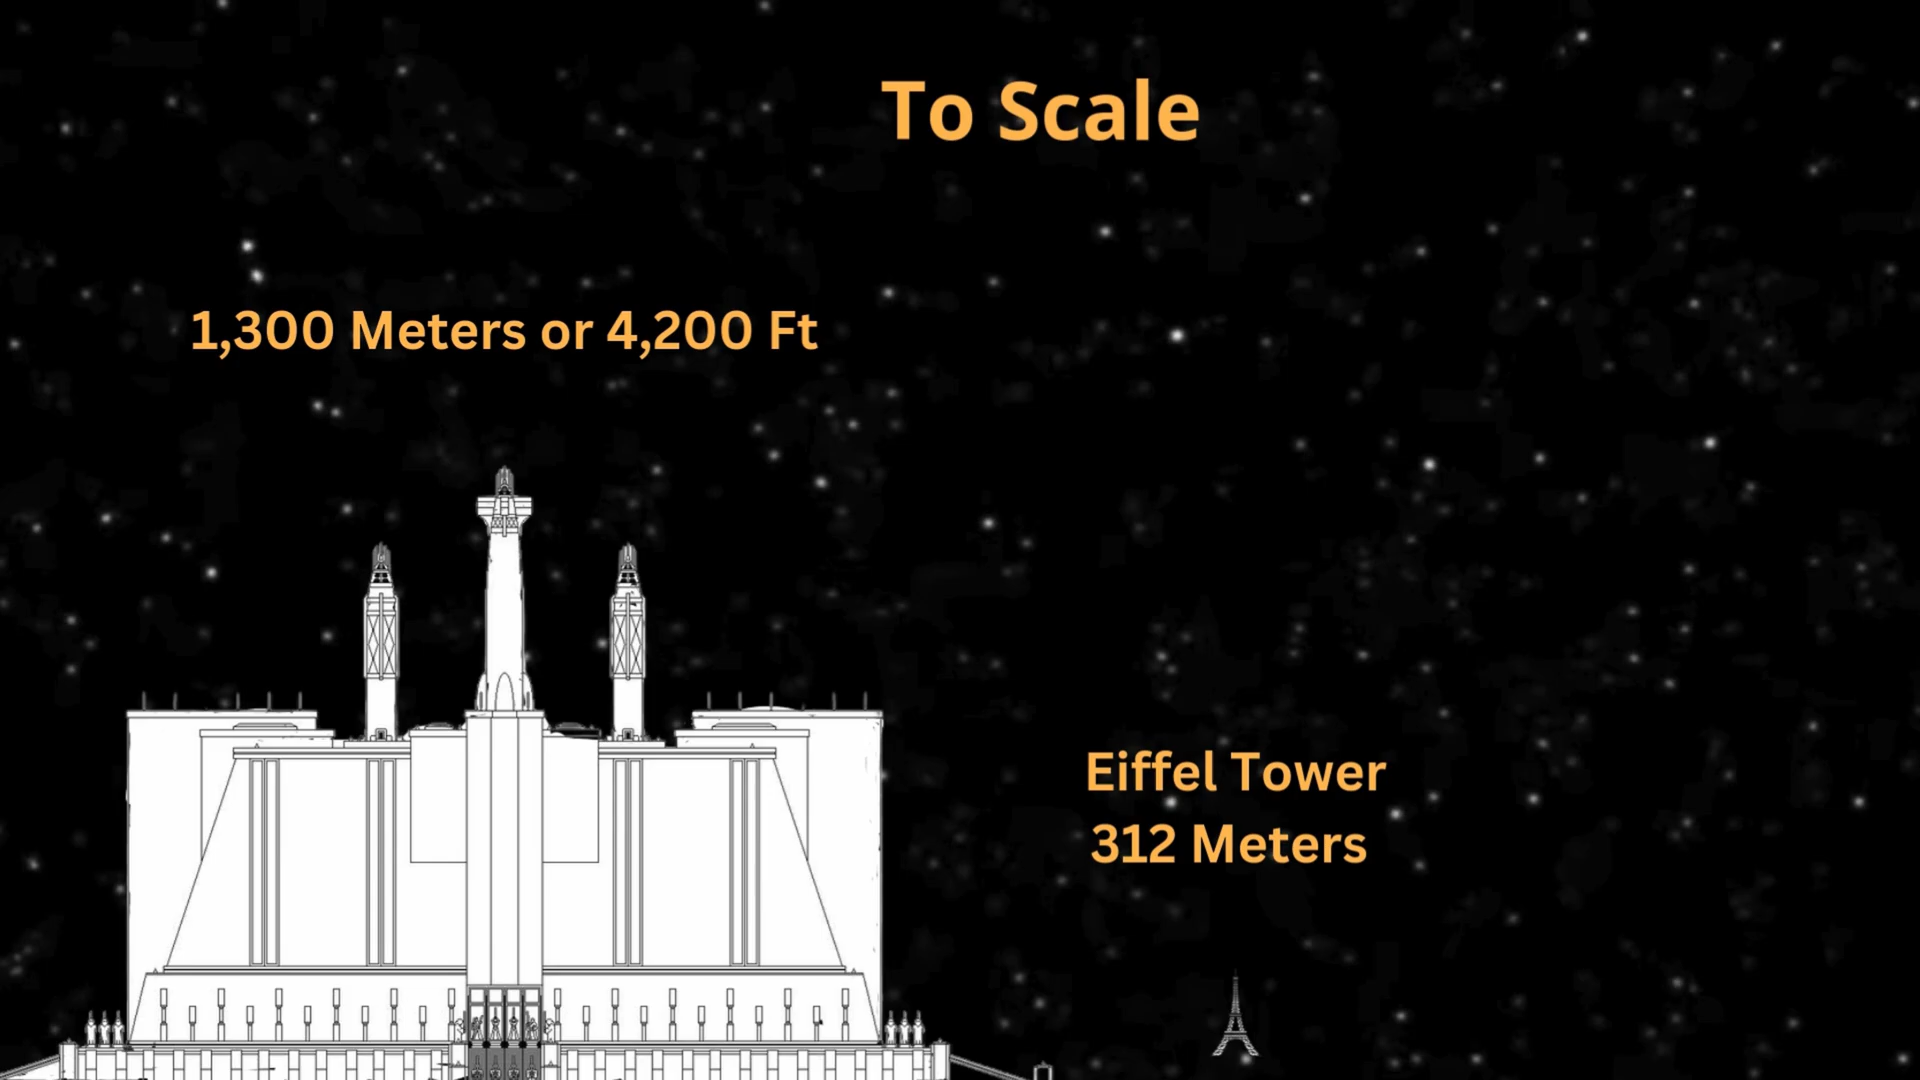 To Scale
1,300 Meters or 4,200 Ft
Eiffel Tower
312 Meters